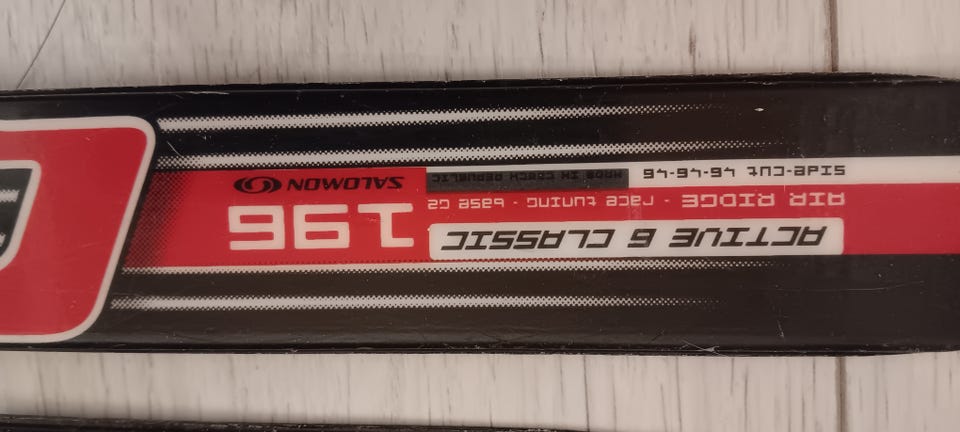 ACTIVE 6 CLASSIC
196
AIR RIDGE - race tuning - base G2
SALOMON
MADE IN CZECH REPUBLIC
SIDE-CUT 46-46-46